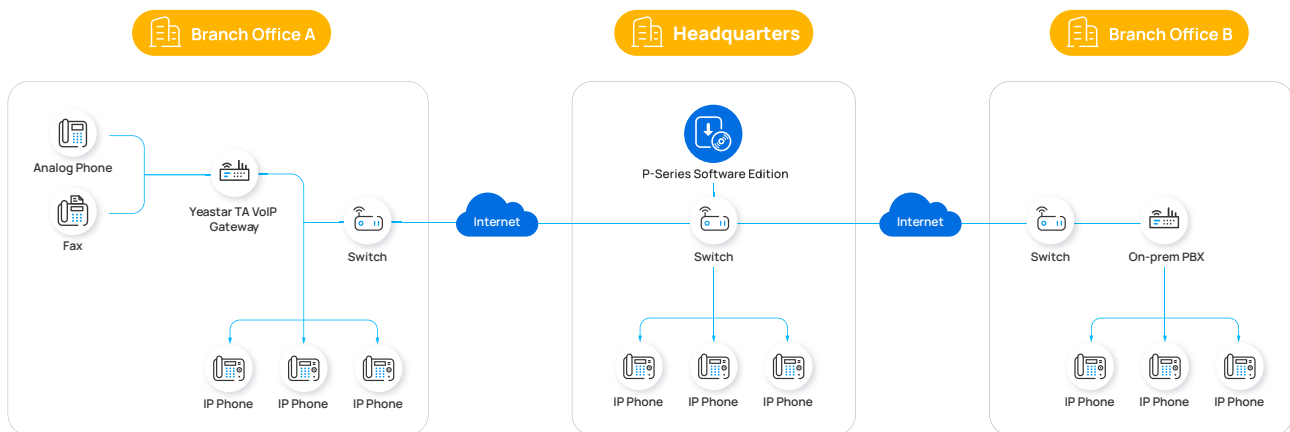 Branch Office A
Headquarters
Branch Office B
Analog Phone
Fax
Yeastar TA VoIP
Gateway
Switch
IP Phone
IP Phone
IP Phone
Internet
P-Series Software Edition
Switch
IP Phone
IP Phone
IP Phone
Internet
Switch
On-prem PBX
IP Phone
IP Phone
IP Phone